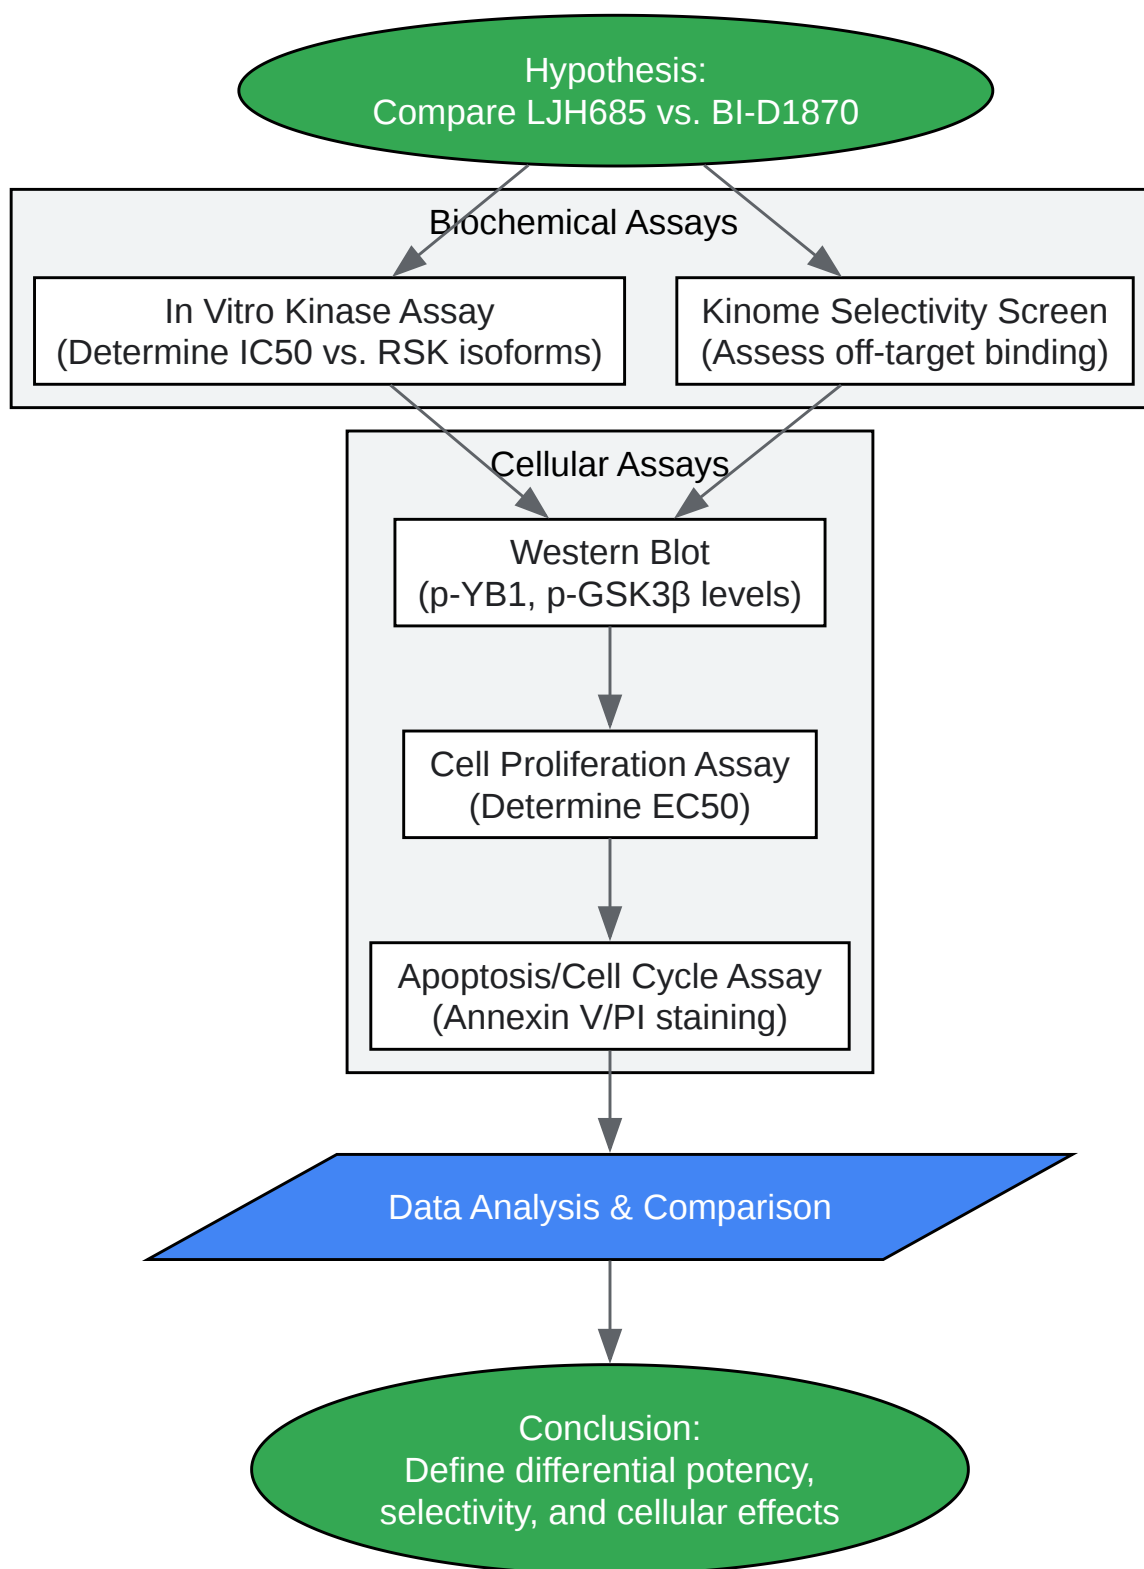 Hypothesis:
Compare LJH685 vs. BI-D1870
Biochemical Assays
In Vitro Kinase Assay
(Determine IC50 vs. RSK isoforms)
Kinome Selectivity Screen
(Assess off-target binding)
Cellular Assays
Western Blot
(p-YB1, p-GSK3β levels)
Cell Proliferation Assay
(Determine EC50)
Apoptosis/Cell Cycle Assay
(Annexin V/PI staining)
Data Analysis & Comparison
Conclusion:
Define differential potency,
selectivity, and cellular effects